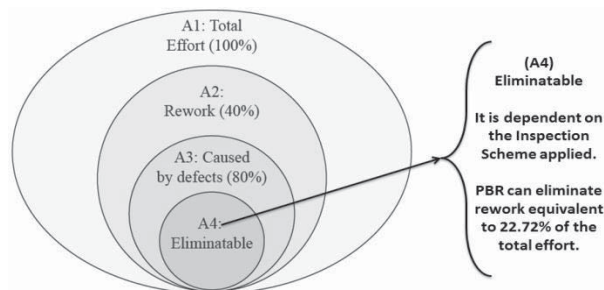 A1: Total
Effort (100%)
A2:
Rework (40%)
A3: Caused
by defects (80%)
A4:
Eliminatable
(A4)
Eliminatable
It is dependent on
the Inspection
Scheme applied.
PBR can eliminate
rework equivalent
to 22.72% of the
total effort.